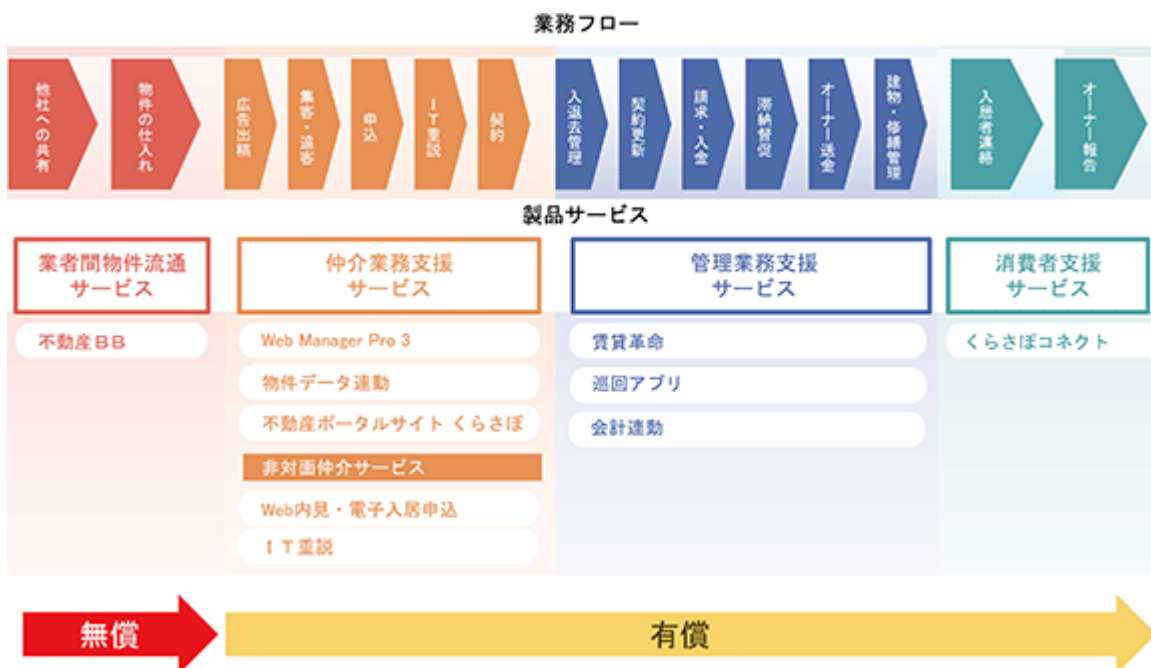 業務フロー
他社への共有
物件の仕入れ
広告出稿
集客・追客
申込
IT重説
契約
入退去管理
契約更新
請求・入金
滞納督促
オーナー送金
建物・修繕管理
入居者連絡
オーナー報告
製品サービス
業者間物件流通
サービス
仲介業務支援
サービス
管理業務支援
サービス
消費者支援
サービス
不動産BB
Web Manager Pro 3
物件データ連動
不動産ポータルサイト くらさぽ
非対面仲介サービス
Web内見・電子入居申込
IT重説
賃貸革命
巡回アプリ
会計連動
くらさぽコネクト
無償
有償